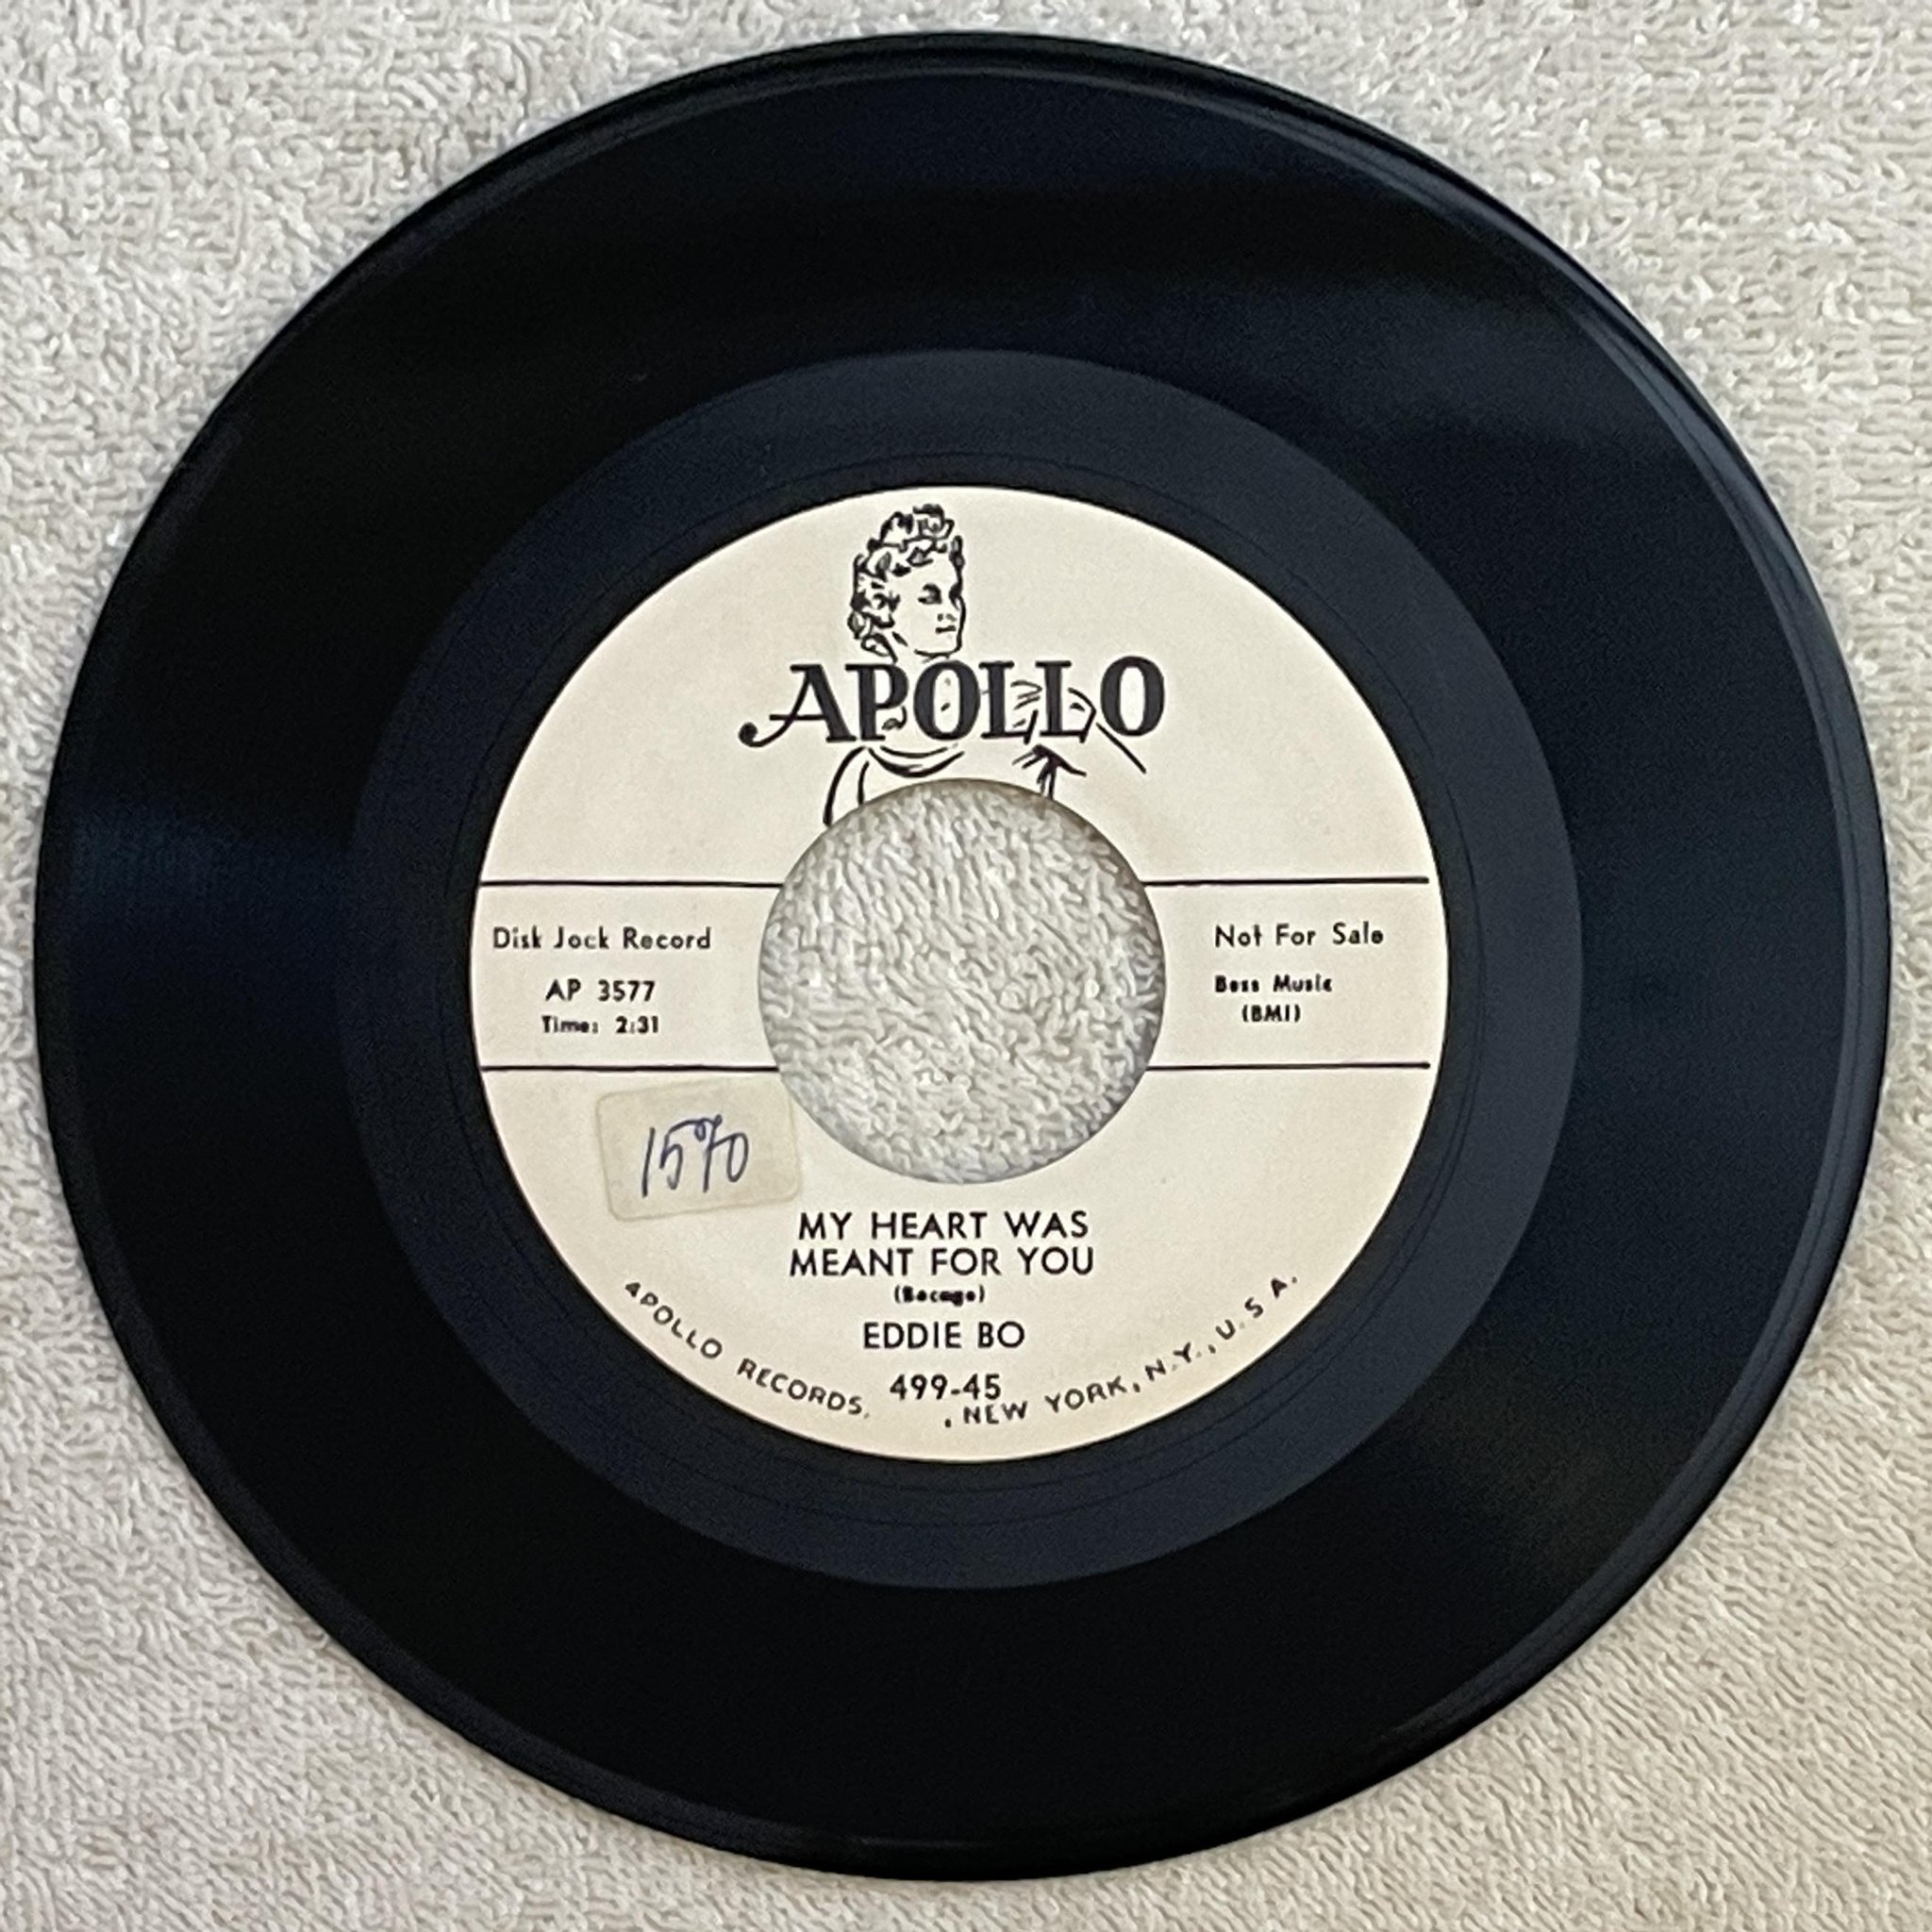 APOLLO
Disk Jock Record
AP 3577
Time: 2:31
Not For Sale
Bess Music
(BMI)
MY HEART WAS
MEANT FOR YOU
(Bocage)
EDDIE BO
499-45
APOLLO RECORDS, , NEW YORK, N.Y., U.S.A.